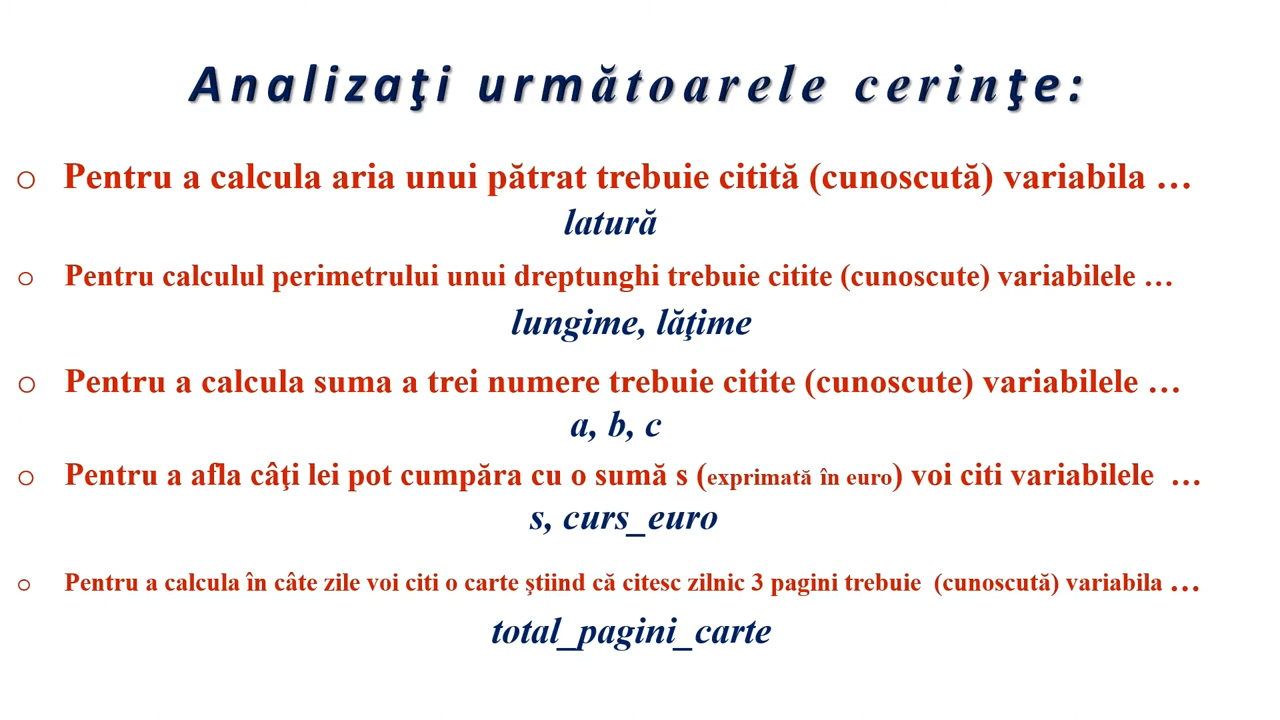 Analizaţi următoarele cerinţe:
o Pentru a calcula aria unui pătrat trebuie citită (cunoscută) variabila …
latură
o Pentru calculul perimetrului unui dreptunghi trebuie citite (cunoscute) variabilele …
lungime, lăţime
o Pentru a calcula suma a trei numere trebuie citite (cunoscute) variabilele …
a, b, c
o Pentru a afla câţi lei pot cumpăra cu o sumă s (exprimată în euro) voi citi variabilele …
s, curs_euro
o Pentru a calcula în câte zile voi citi o carte ştiind că citesc zilnic 3 pagini trebuie (cunoscută) variabila …
total_pagini_carte